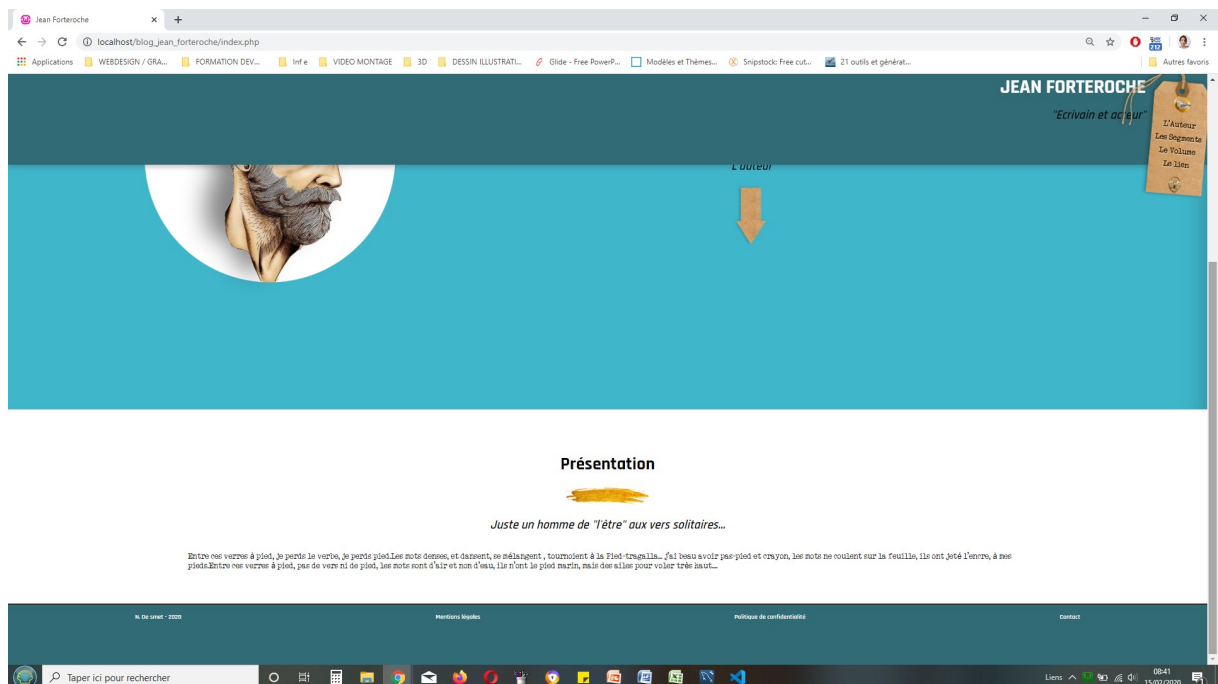 Jean Forteroche
localhost/blog_jean_forteroche/index.php
Applications WEBDESIGN / GRA... FORMATION DEV... Inf e VIDEO MONTAGE 3D DESSIN ILLUSTRATI... Glide - Free PowerP... Modèles et Thèmes... Snipstock: Free cut... 21 outils et générat... Autres favoris
JEAN FORTEROCHE
"Ecrivain et acteur"
L'Auteur
Les Segments
Le Volume
Le lien
L'auteur
Présentation
Juste un homme de "l'être" aux vers solitaires...
Entre ces verres à pied, je perds le verbe, je perds pied.Les mots denses, et dansent, se mélangent , tournoient à la Pied-tragalla... j'ai beau avoir pas-pied et crayon, les mots ne coulent sur la feuille, ils ont jeté l'encre, à mes
pieds.Entre ces verres à pied, pas de vers ni de pied, les mots sont d'air et non d'eau, ils n'ont le pied marin, mais des ailes pour voler très haut...
N. De smet - 2020 Mentions légales Politique de confidentialité Contact
Taper ici pour rechercher
Liens
08:41
15/02/2020